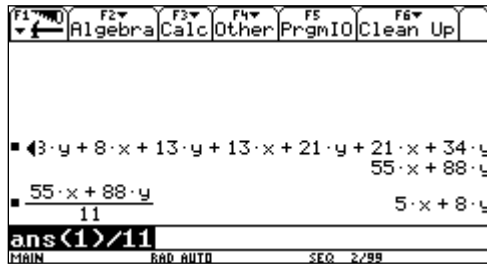 F1 F2 Algebra F3 Calc F4 Other F5 PrgmIO F6 Clean Up
8·y + 8·x + 13·y + 13·x + 21·y + 21·x + 34·y
55·x + 88·y
55·x + 88·y
11
5·x + 8·y
ans(1)/11
MAIN RAD AUTO SEQ 2/99